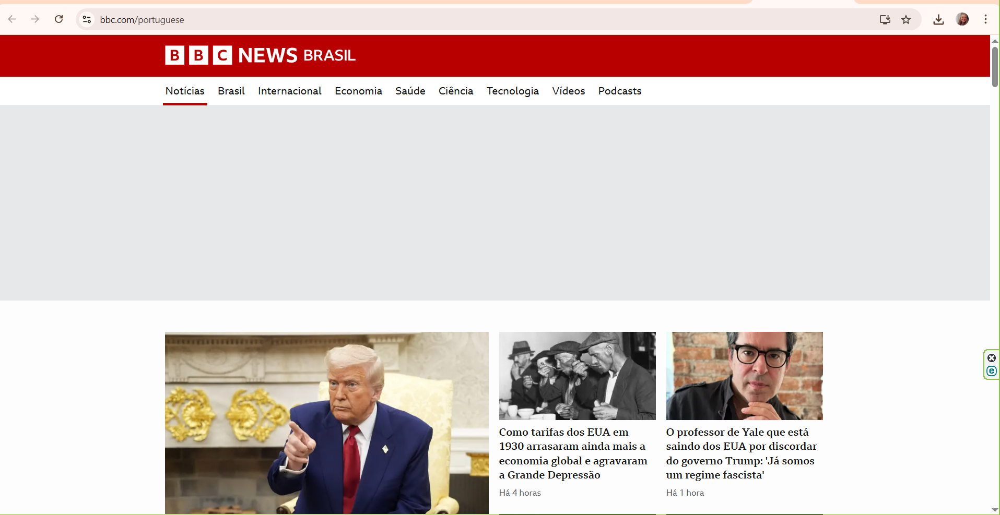 bbc.com/portuguese
BBC NEWS BRASIL
Notícias Brasil Internacional Economia Saúde Ciência Tecnologia Vídeos Podcasts
Como tarifas dos EUA em
1930 arrasaram ainda mais a
economia global e agravaram
a Grande Depressão
Há 4 horas
O professor de Yale que está
saindo dos EUA por discordar
do governo Trump: 'Já somos
um regime fascista'
Há 1 hora
e